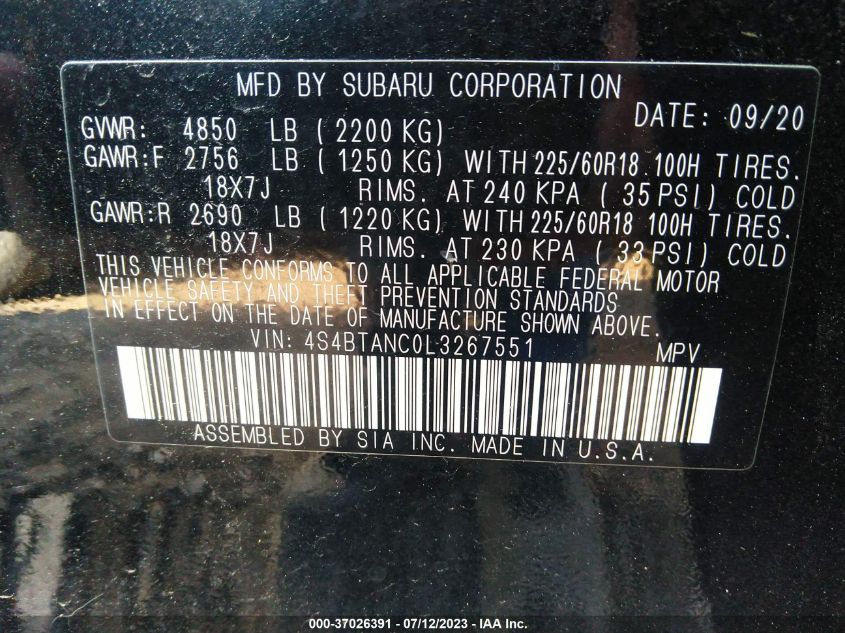 MFD BY SUBARU CORPORATION
DATE: 09/20
GVWR: 4850 LB ( 2200 KG)
GAWR:F 2756 LB ( 1250 KG) WITH 225/60R18 100H TIRES.
18X7J RIMS. AT 240 KPA ( 35 PSI) COLD
GAWR:R 2690 LB ( 1220 KG) WITH 225/60R18 100H TIRES.
18X7J RIMS. AT 230 KPA ( 33 PSI) COLD
THIS VEHICLE CONFORMS TO ALL APPLICABLE FEDERAL MOTOR
VEHICLE SAFETY AND THEFT PREVENTION STANDARDS
IN EFFECT ON THE DATE OF MANUFACTURE SHOWN ABOVE.
VIN: 4S4BTANC0L3267551 MPV
ASSEMBLED BY SIA INC. MADE IN U.S.A.
000-37026391 - 07/12/2023 - IAA Inc.